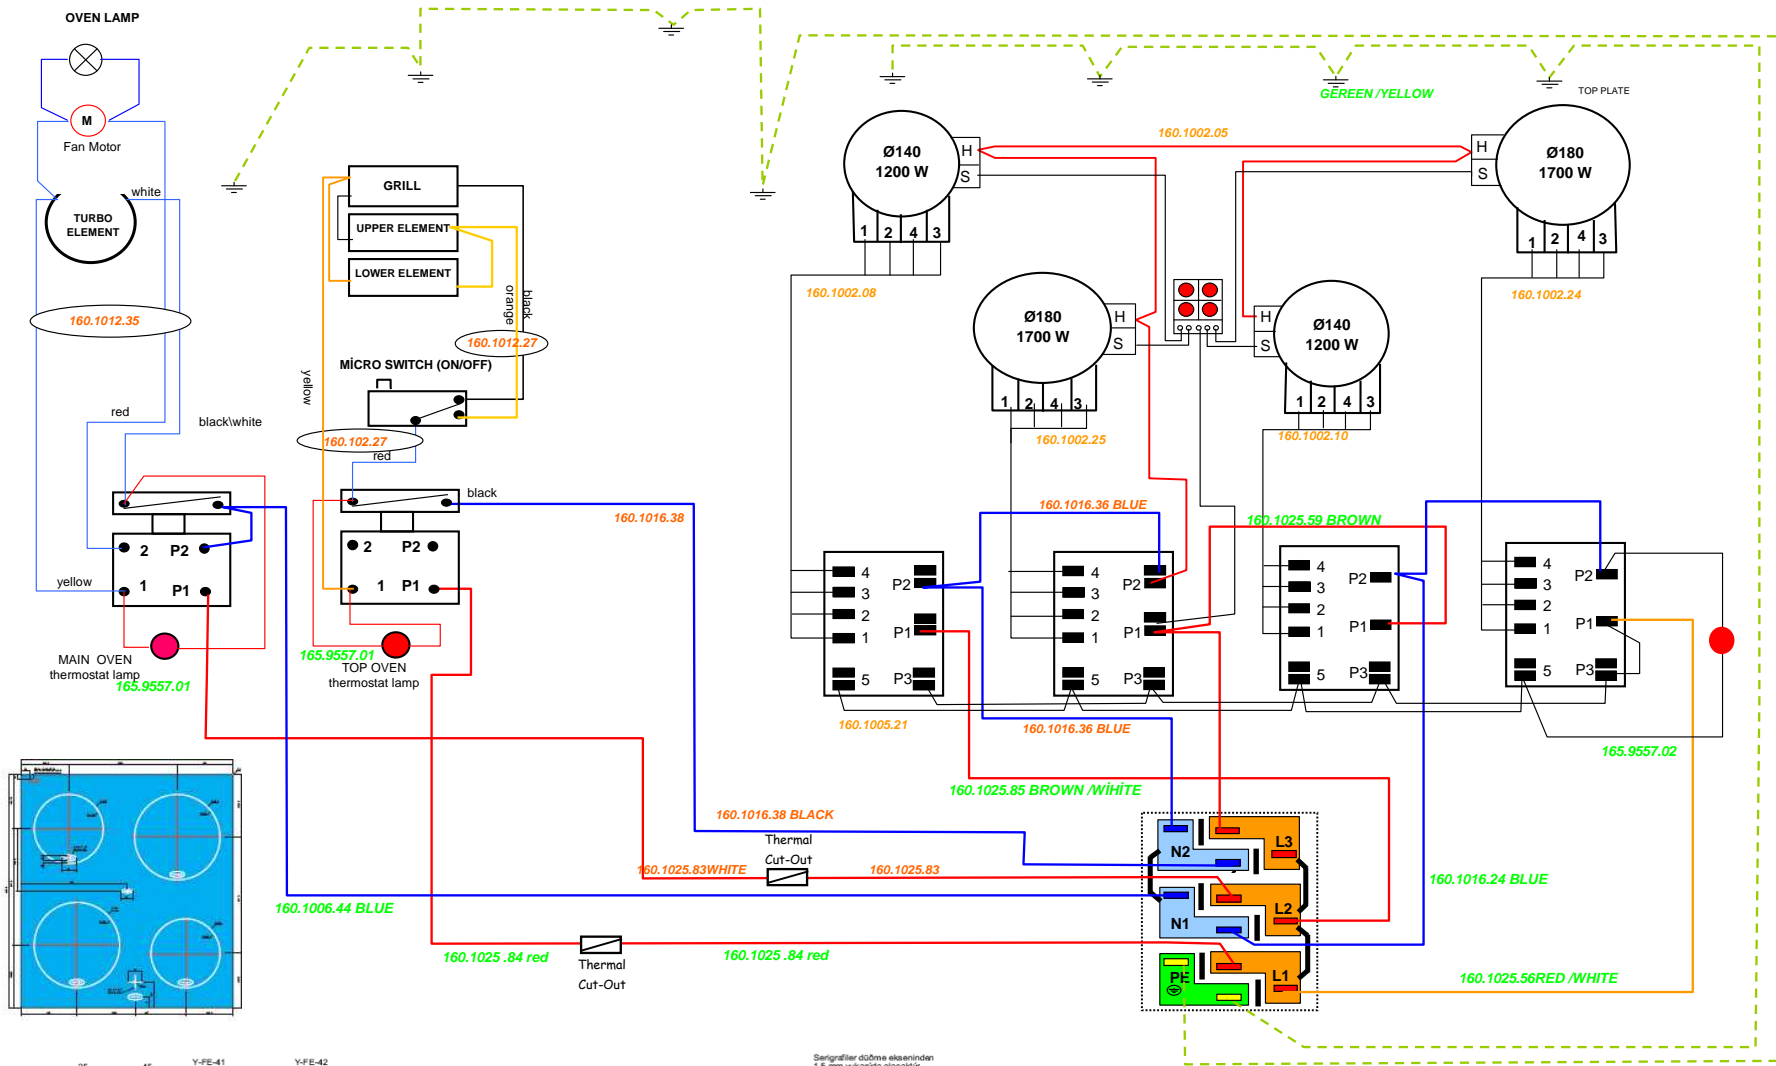 OVEN LAMP
M
Fan Motor
white
TURBO
ELEMENT
160.1012.35
red
black\white
yellow
2 P2
1 P1
MAIN OVEN
thermostat lamp
165.9557.01
GRILL
UPPER ELEMENT
LOWER ELEMENT
black
orange
160.1012.27
MİCRO SWITCH (ON/OFF)
yellow
160.102.27
red
black
160.1016.38
2 P2
1 P1
165.9557.01
TOP OVEN
thermostat lamp
GEREEN /YELLOW
TOP PLATE
160.1002.05
Ø140
1200 W
H
S
1 2 4 3
160.1002.08
Ø180
1700 W
H
S
1 2 4 3
160.1002.24
Ø180
1700 W
H
S
1 2 4 3
160.1002.25
Ø140
1200 W
H
S
1 2 4 3
160.1002.10
160.1016.36 BLUE
160.1025.59 BROWN
4
3
2
1
5
P2
P1
P3
4
3
2
1
5
P2
P1
P3
4
3
2
1
5
P2
P1
P3
4
3
2
1
5
P2
P1
P3
160.1005.21
160.1016.36 BLUE
165.9557.02
160.1025.85 BROWN /WİHİTE
160.1016.38 BLACK
Thermal
Cut-Out
160.1025.83WHITE
160.1025.83
160.1006.44 BLUE
160.1025 .84 red
160.1025 .84 red
Thermal
Cut-Out
N2
L3
N1
L2
PE
L1
160.1016.24 BLUE
160.1025.56RED /WHITE
Y-FE-41
Y-FE-42
Serigrafiler düğme ekseninden